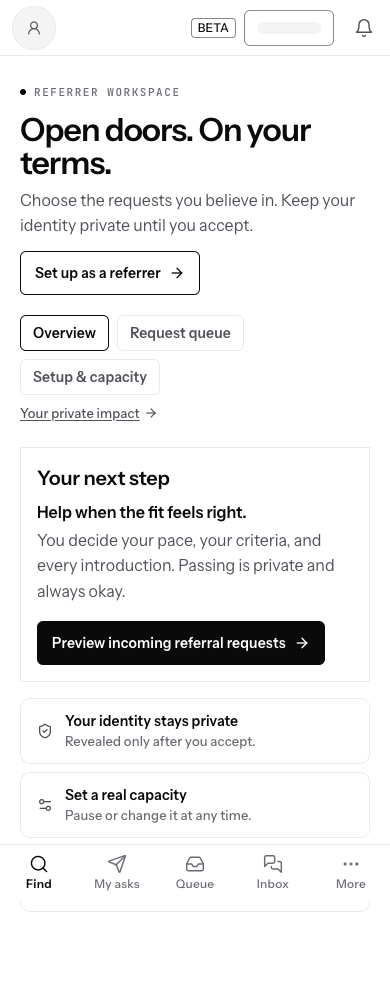 BETA
REFERRER WORKSPACE
Open doors. On your
terms.
Choose the requests you believe in. Keep your
identity private until you accept.
Set up as a referrer
Overview
Request queue
Setup & capacity
Your private impact
Your next step
Help when the fit feels right.
You decide your pace, your criteria, and
every introduction. Passing is private and
always okay.
Preview incoming referral requests
Your identity stays private
Revealed only after you accept.
Set a real capacity
Pause or change it at any time.
Find
My asks
Queue
Inbox
More